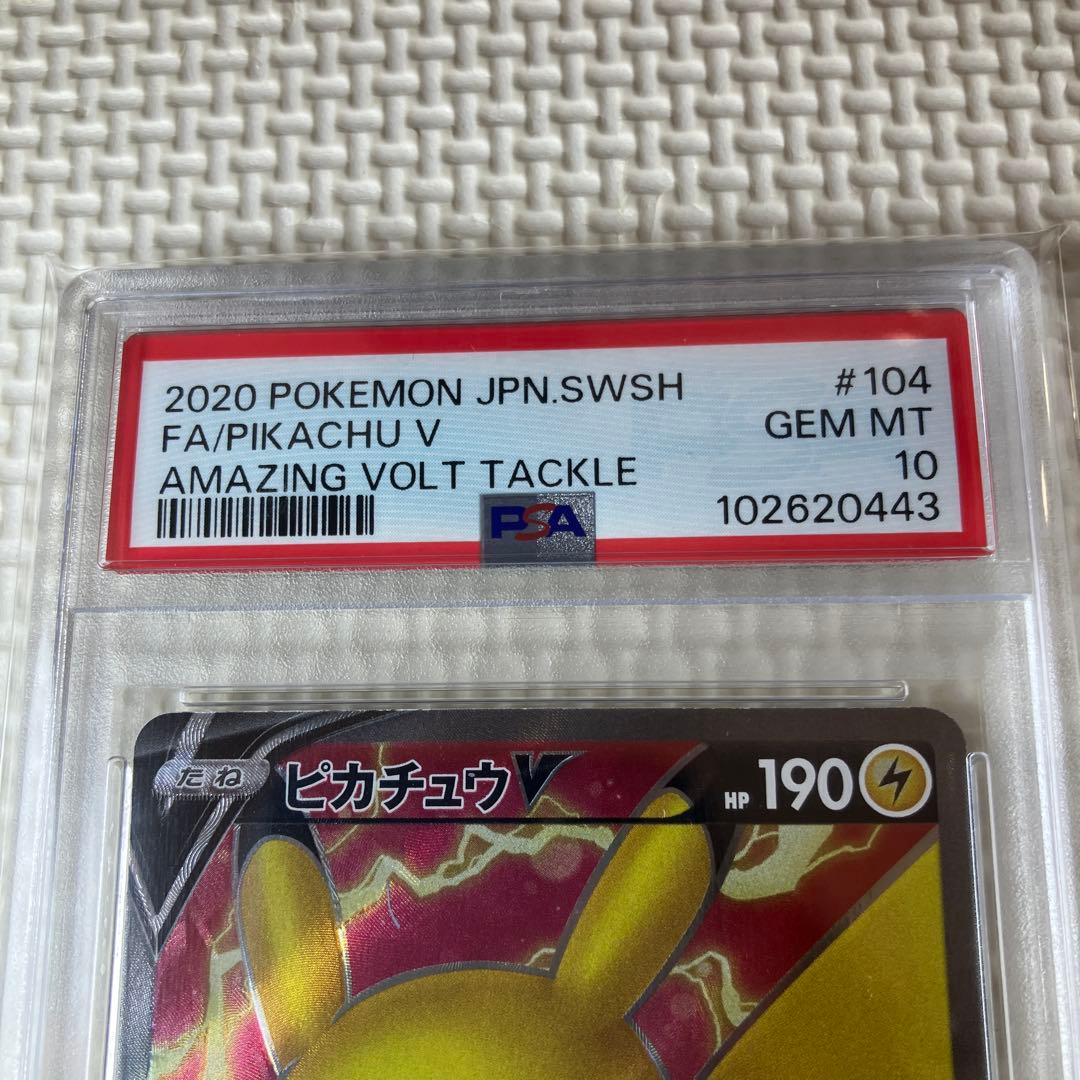 2020 POKEMON JPN.SWSH #104
FA/PIKACHU V GEM MT
AMAZING VOLT TACKLE 10
PSA 102620443
たね ピカチュウV HP 190